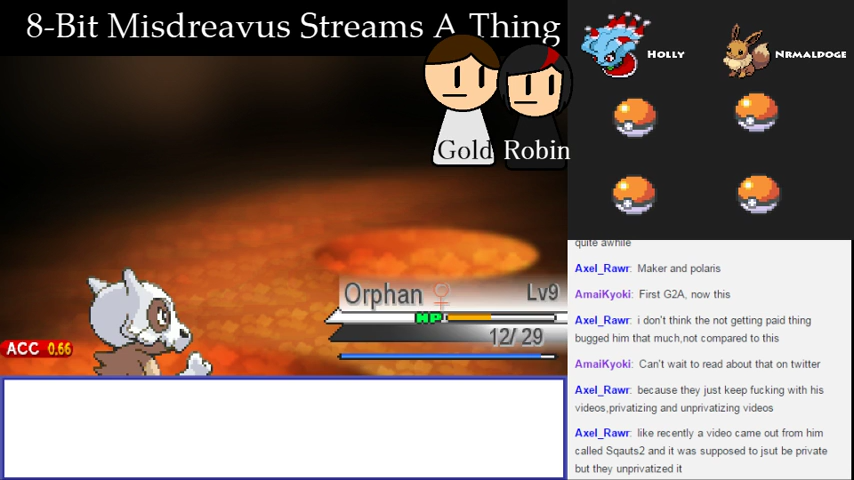 8-Bit Misdreavus Streams A Thing
Holly
Nrmaldoge
Gold Robin
Orphan ♀ Lv9
HP
12/ 29
ACC 0.66
quite awhile
Axel_Rawr: Maker and polaris
AmaiKyoki: First G2A, now this
Axel_Rawr: i don't think the not getting paid thing
bugged him that much,not compared to this
AmaiKyoki: Can't wait to read about that on twitter
Axel_Rawr: because they just keep fucking with his
videos,privatizing and unprivatizing videos
Axel_Rawr: like recently a video came out from him
called Sqauts2 and it was supposed to jsut be private
but they unprivatized it